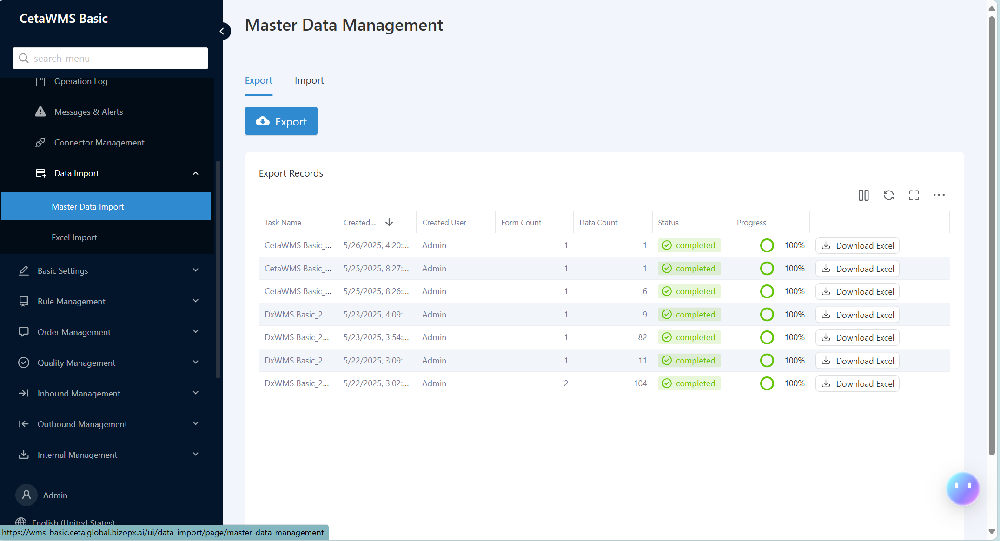 CetaWMS Basic
search-menu
Operation Log
Messages & Alerts
Connector Management
Data Import
Master Data Import
Excel Import
Basic Settings
Rule Management
Order Management
Quality Management
Inbound Management
Outbound Management
Internal Management
Admin
English (United States)
https://wms-basic.ceta.global.bizopx.ai/ui/data-import/page/master-data-management
Master Data Management
Export Import
Export
Export Records
Task Name Created... Created User Form Count Data Count Status Progress
CetaWMS Basic_... 5/26/2025, 4:20:... Admin 1 1 completed 100% Download Excel
CetaWMS Basic_... 5/25/2025, 8:27:... Admin 1 1 completed 100% Download Excel
CetaWMS Basic_... 5/25/2025, 8:26:... Admin 1 6 completed 100% Download Excel
DxWMS Basic_2... 5/23/2025, 4:09:... Admin 1 9 completed 100% Download Excel
DxWMS Basic_2... 5/23/2025, 3:54:... Admin 1 82 completed 100% Download Excel
DxWMS Basic_2... 5/22/2025, 3:09:... Admin 1 11 completed 100% Download Excel
DxWMS Basic_2... 5/22/2025, 3:02:... Admin 2 104 completed 100% Download Excel